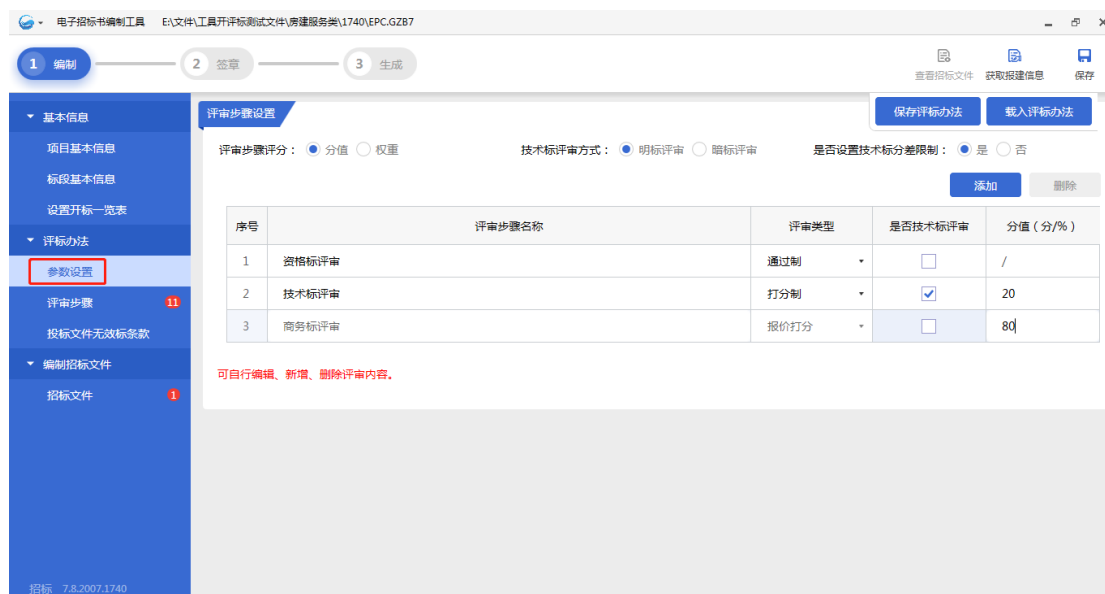 电子招标书编制工具 E:\文件\工具开评标测试文件\房建服务类\1740\EPC.GZB7
1 编制 2 签章 3 生成
查看招标文件 获取报建信息 保存
基本信息
项目基本信息
标段基本信息
设置开标一览表
评标办法
参数设置
评审步骤 11
投标文件无效标条款
编制招标文件
招标文件 1
招标 7.8.2007.1740
评审步骤设置
保存评标办法 载入评标办法
评审步骤评分： 分值 权重 技术标评审方式： 明标评审 暗标评审 是否设置技术标分差限制： 是 否
添加 删除
序号 评审步骤名称 评审类型 是否技术标评审 分值（分/%）
1 资格标评审 通过制 /
2 技术标评审 打分制 20
3 商务标评审 报价打分 80
可自行编辑、新增、删除评审内容。